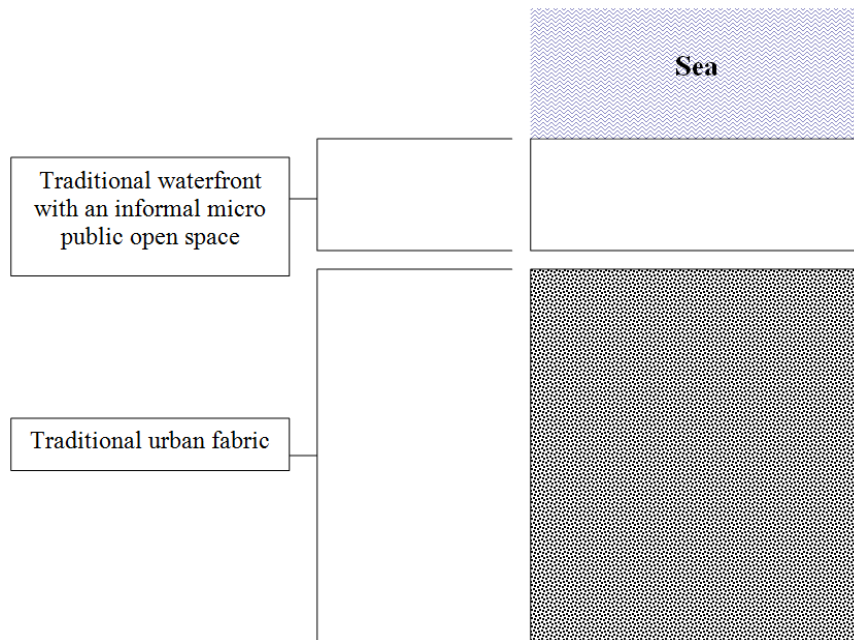 Sea
Traditional waterfront
with an informal micro
public open space
Traditional urban fabric